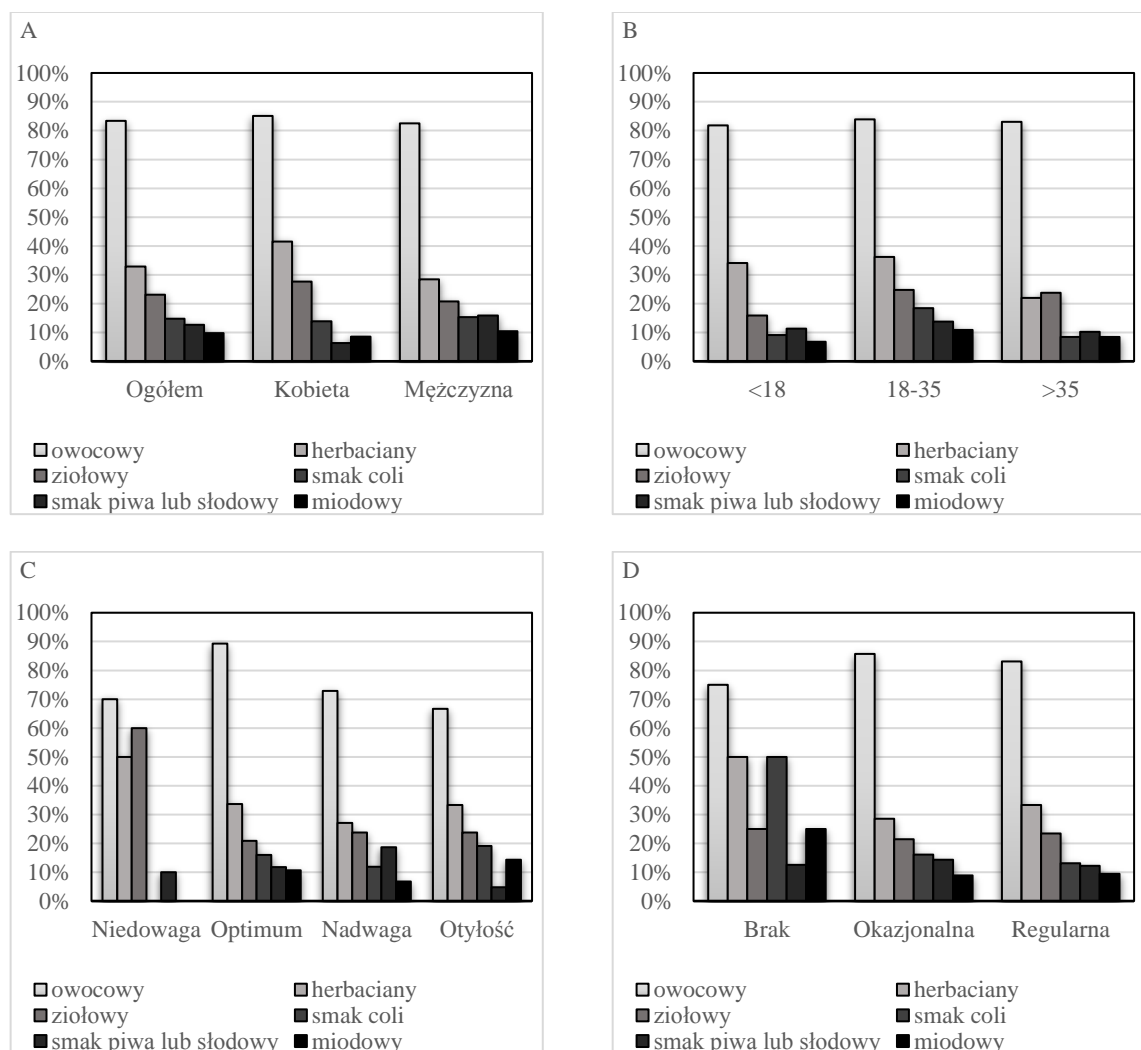 A
100%
90%
80%
70%
60%
50%
40%
30%
20%
10%
0%
Ogółem Kobieta Mężczyzna
owocowy herbaciany
ziołowy smak coli
smak piwa lub słodowy miodowy
B
100%
90%
80%
70%
60%
50%
40%
30%
20%
10%
0%
<18 18-35 >35
owocowy herbaciany
ziołowy smak coli
smak piwa lub słodowy miodowy
C
100%
90%
80%
70%
60%
50%
40%
30%
20%
10%
0%
Niedowaga Optimum Nadwaga Otyłość
owocowy herbaciany
ziołowy smak coli
smak piwa lub słodowy miodowy
D
100%
90%
80%
70%
60%
50%
40%
30%
20%
10%
0%
Brak Okazjonalna Regularna
owocowy herbaciany
ziołowy smak coli
smak piwa lub słodowy miodowy